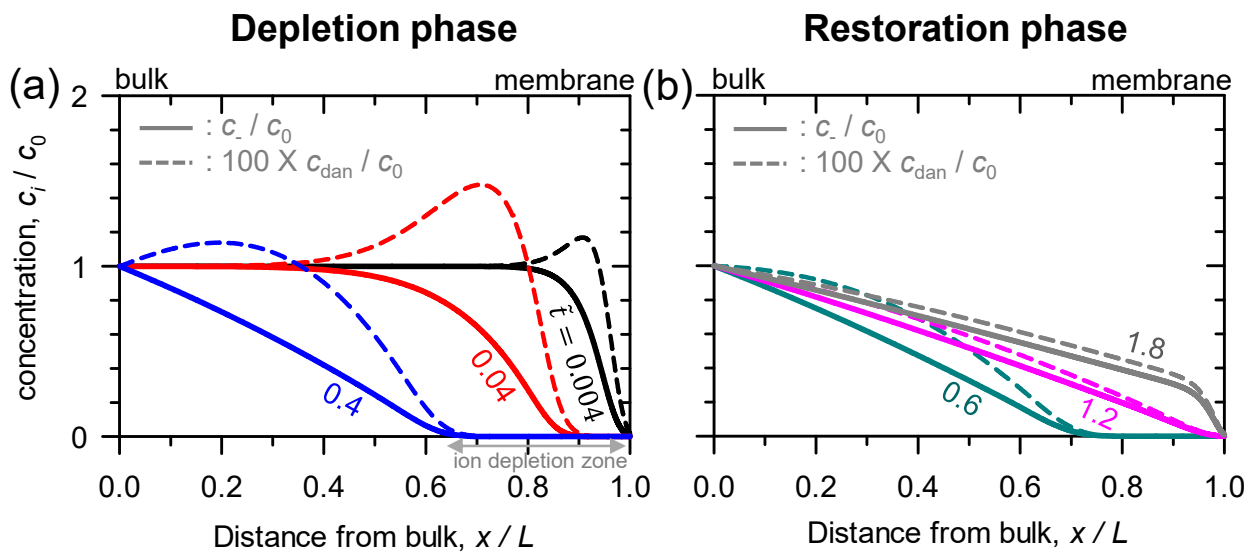 Depletion phase
Restoration phase
(a)
bulk
membrane
(b)
bulk
membrane
2
1
0
concentration, cᵢ / c₀
: c₋ / c₀
: 100 X c_dan / c₀
t̃ = 0.004
0.04
0.4
ion depletion zone
0.0 0.2 0.4 0.6 0.8 1.0
Distance from bulk, x / L
: c₋ / c₀
: 100 X c_dan / c₀
1.8
1.2
0.6
0.0 0.2 0.4 0.6 0.8 1.0
Distance from bulk, x / L